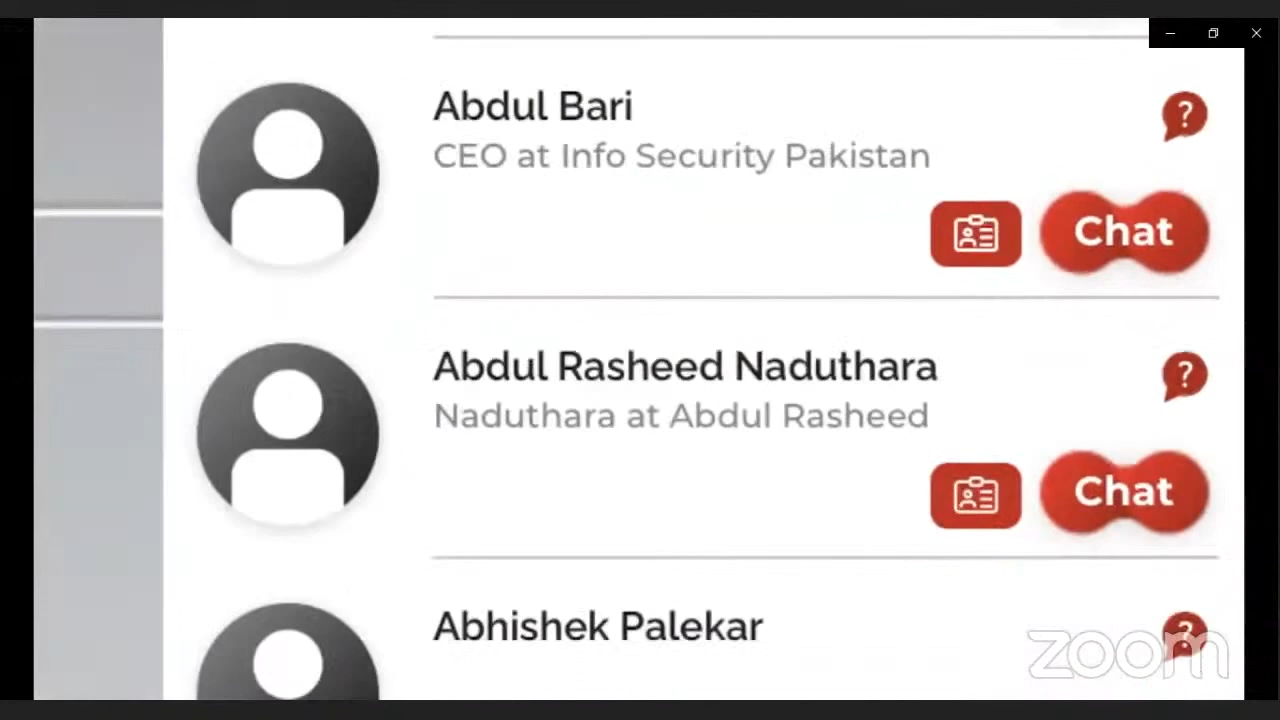 Abdul Bari
?
CEO at Info Security Pakistan
Chat
Abdul Rasheed Naduthara
?
Naduthara at Abdul Rasheed
Chat
Abhishek Palekar
?
zoom